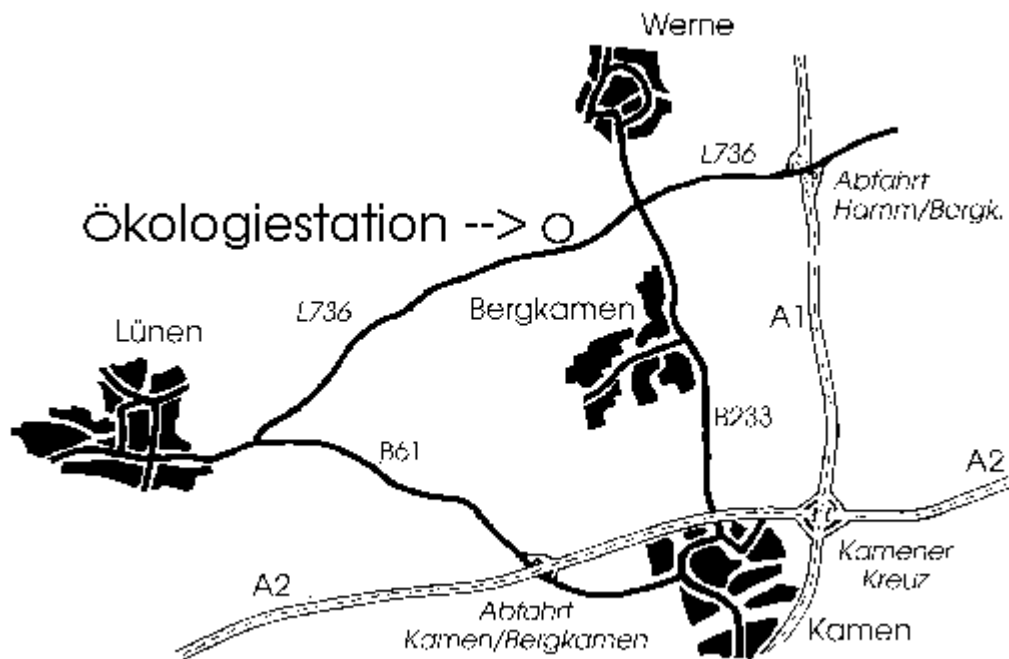 Werne
L736
Abfahrt
Hamm/Bergk.
Ökologiestation -->
L736
Bergkamen
A1
Lünen
B233
B61
A2
Kamener
Kreuz
A2
Abfahrt
Kamen/Bergkamen
Kamen